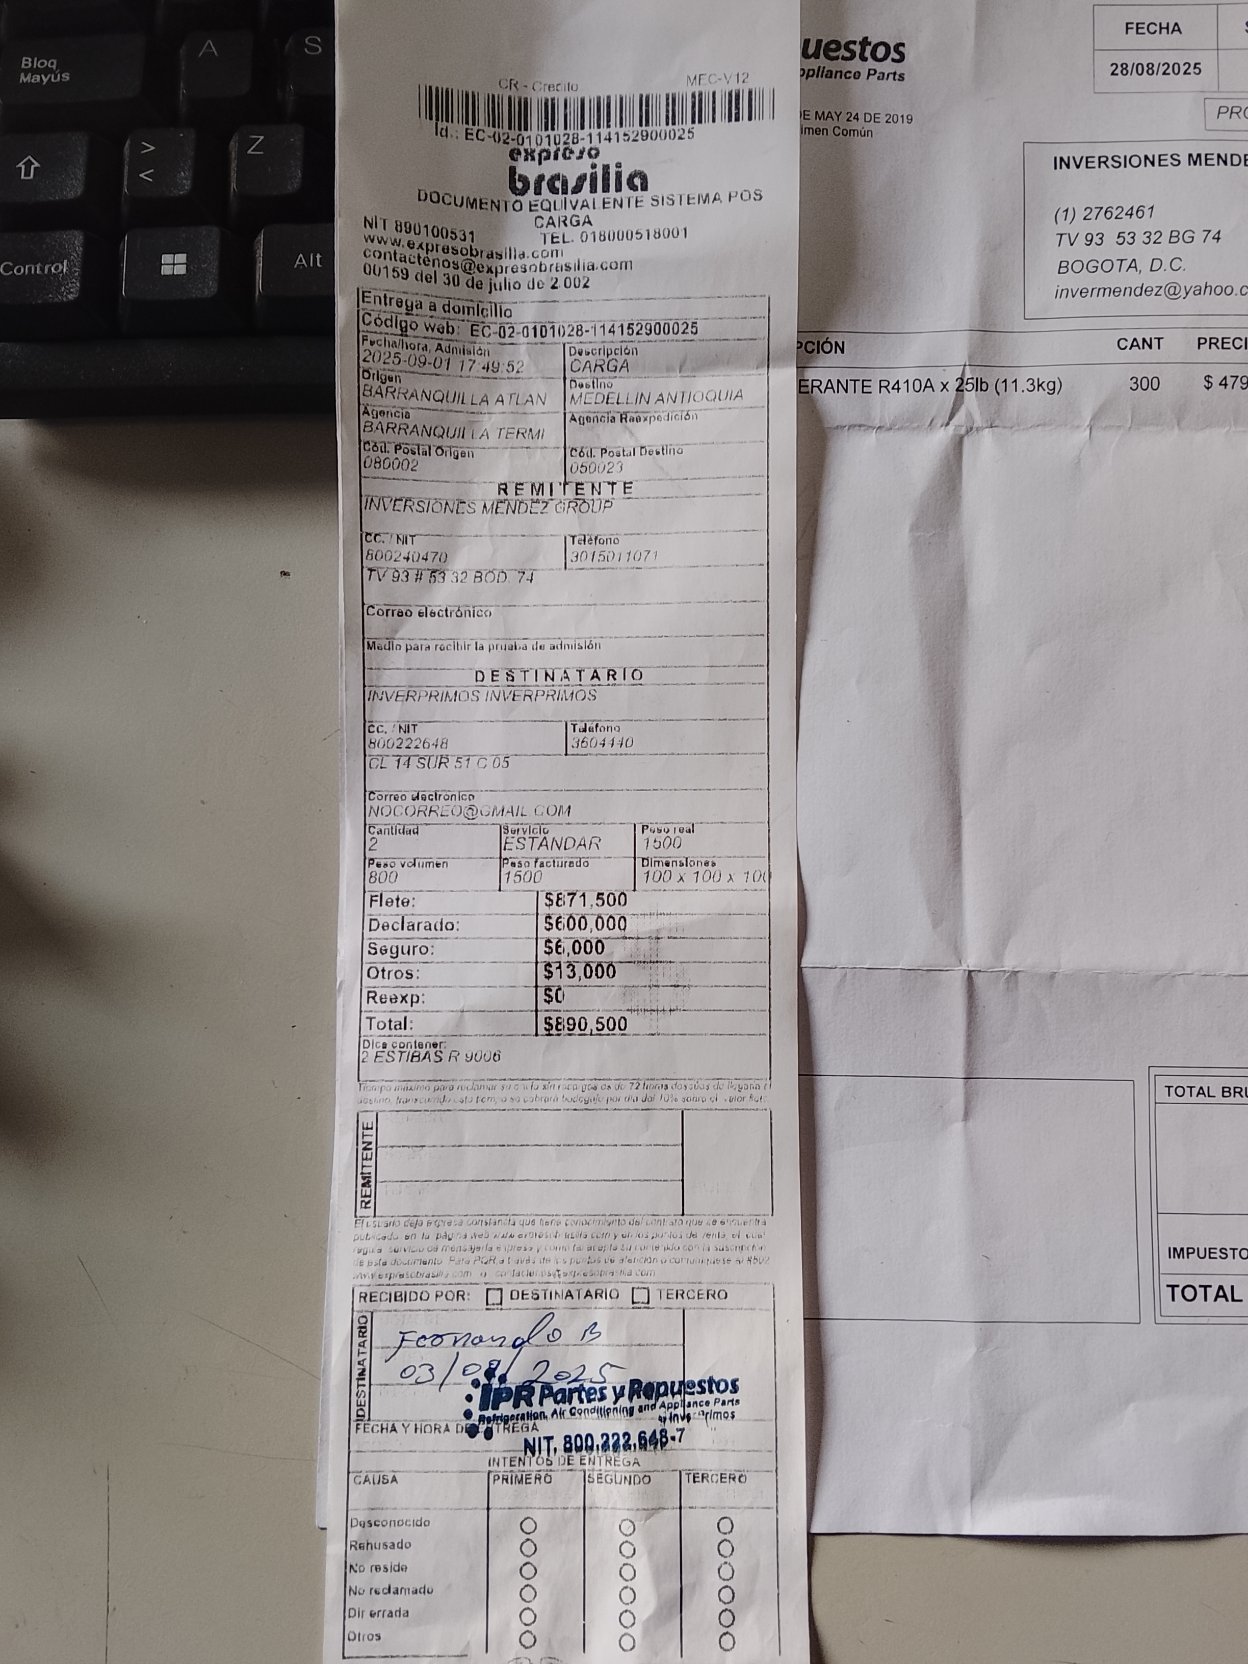 Bloq
Mayús
A
S
>
<
Z
Control
Alt
CR - Credito
MEC-V12
Id.: EC-02-0101028-114152900025
expreso
brasilia
DOCUMENTO EQUIVALENTE SISTEMA POS
CARGA
NIT 890100531
TEL. 018000518001
www.expresobrasilia.com
contactenos@expresobrasilia.com
00159 del 30 de julio de 2.002
Entrega a domicilio
Código web: EC-02-0101028-114152900025
Fecha/hora, Admisión
2025-09-01 17:49:52
Descripción
CARGA
Origen
BARRANQUILLA ATLAN
Destino
MEDELLIN ANTIOQUIA
Agencia
BARRANQUILLA TERMI
Agencia Reexpedición
Cód. Postal Origen
080002
Cód. Postal Destino
050023
REMITENTE
INVERSIONES MENDEZ GROUP
CC. / NIT
800240470
Teléfono
3015011071
TV 93 # 53 32 BOD. 74
Correo electrónico
Medio para recibir la prueba de admisión
DESTINATARIO
INVERPRIMOS INVERPRIMOS
CC. / NIT
800222648
Teléfono
3604440
CL 14 SUR 51 C 05
Correo electronico
NOCORREO@GMAIL.COM
Cantidad
2
Servicio
ESTANDAR
Peso real
1500
Peso volumen
800
Peso facturado
1500
Dimensiones
100 x 100 x 100
Flete: $871,500
Declarado: $600,000
Seguro: $6,000
Otros: $13,000
Reexp: $0
Total: $890,500
Dice contener:
2 ESTIBAS R 9006
REMITENTE
RECIBIDO POR: DESTINATARIO TERCERO
DESTINATARIO
Fernando B
03/09/2025
IPR Partes y Repuestos
Refrigeration, Air Conditioning and Appliance Parts
NIT. 800.222.648-7
FECHA Y HORA DE ENTREGA
INTENTOS DE ENTREGA
CAUSA PRIMERO SEGUNDO TERCERO
Desconocido
Rehusado
No reside
No reclamado
Dir errada
Otros
uestos
ppliance Parts
E MAY 24 DE 2019
imen Común
FECHA
28/08/2025
PRO
INVERSIONES MENDE
(1) 2762461
TV 93 53 32 BG 74
BOGOTA, D.C.
invermendez@yahoo.c
PCIÓN CANT PRECI
ERANTE R410A x 25lb (11.3kg) 300 $ 479
TOTAL BRU
IMPUESTO
TOTAL